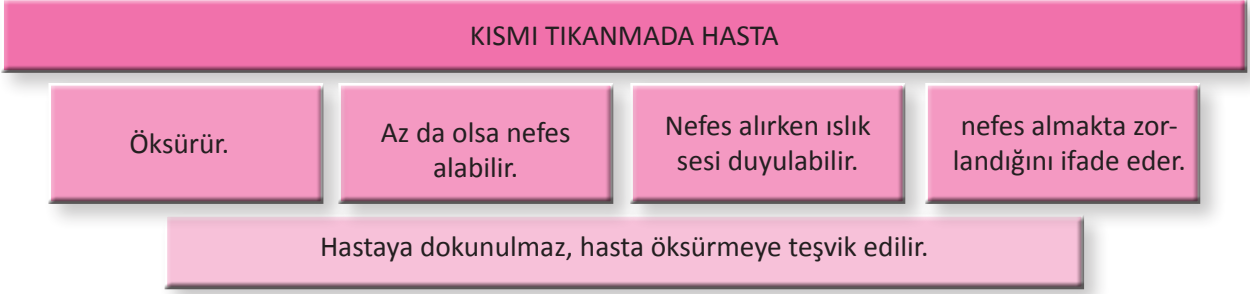 KISMI TIKANMADA HASTA
Öksürür.
Az da olsa nefes
alabilir.
Nefes alırken ıslık
sesi duyulabilir.
nefes almakta zor-
landığını ifade eder.
Hastaya dokunulmaz, hasta öksürmeye teşvik edilir.